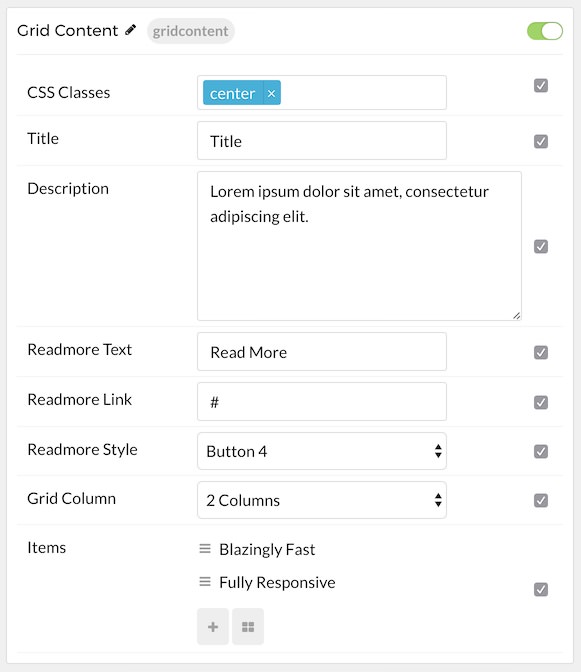 Grid Content gridcontent
CSS Classes center ×
Title Title
Description Lorem ipsum dolor sit amet, consectetur
adipiscing elit.
Readmore Text Read More
Readmore Link #
Readmore Style Button 4
Grid Column 2 Columns
Items Blazingly Fast
Fully Responsive